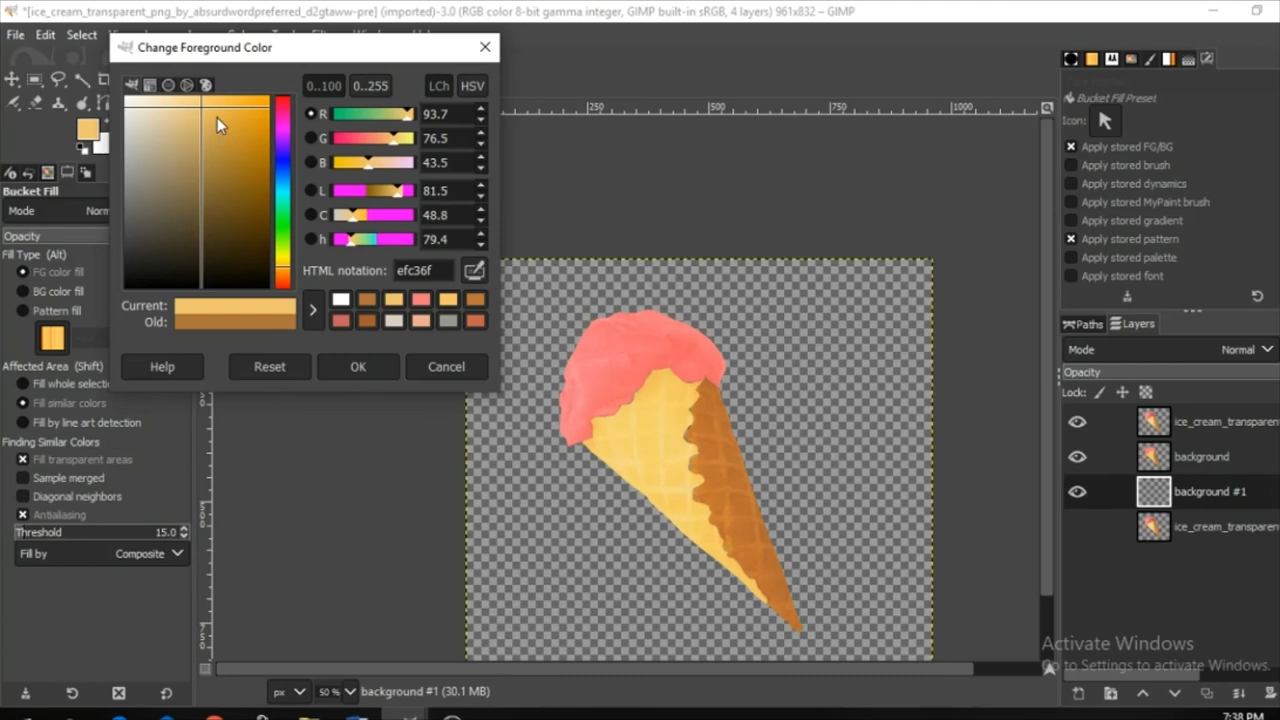 *[ice_cream_transparent_png_by_absurdwordpreferred_d2gtaww-pre] (imported)-3.0 (RGB color 8-bit gamma integer, GIMP built-in sRGB, 4 layers) 961x832 – GIMP
File Edit Select
Change Foreground Color
0..100 0..255 LCh HSV
R 93.7
G 76.5
B 43.5
L 81.5
C 48.8
h 79.4
HTML notation: efc36f
Current:
Old:
Help Reset OK Cancel
Bucket Fill
Mode Norm
Opacity
Fill Type (Alt)
FG color fill
BG color fill
Pattern fill
Affected Area (Shift)
Fill whole selectio
Fill similar colors
Fill by line art detection
Finding Similar Colors
Fill transparent areas
Sample merged
Diagonal neighbors
Antialiasing
Threshold 15.0
Fill by Composite
250 500 750 1000
px 50 % background #1 (30.1 MB)
Bucket Fill Preset
Icon:
Apply stored FG/BG
Apply stored brush
Apply stored dynamics
Apply stored MyPaint brush
Apply stored gradient
Apply stored pattern
Apply stored palette
Apply stored font
Paths Layers
Mode Normal
Opacity
Lock:
ice_cream_transparen
background
background #1
ice_cream_transparen
Activate Windows
Go to Settings to activate Windows.
7:38 PM